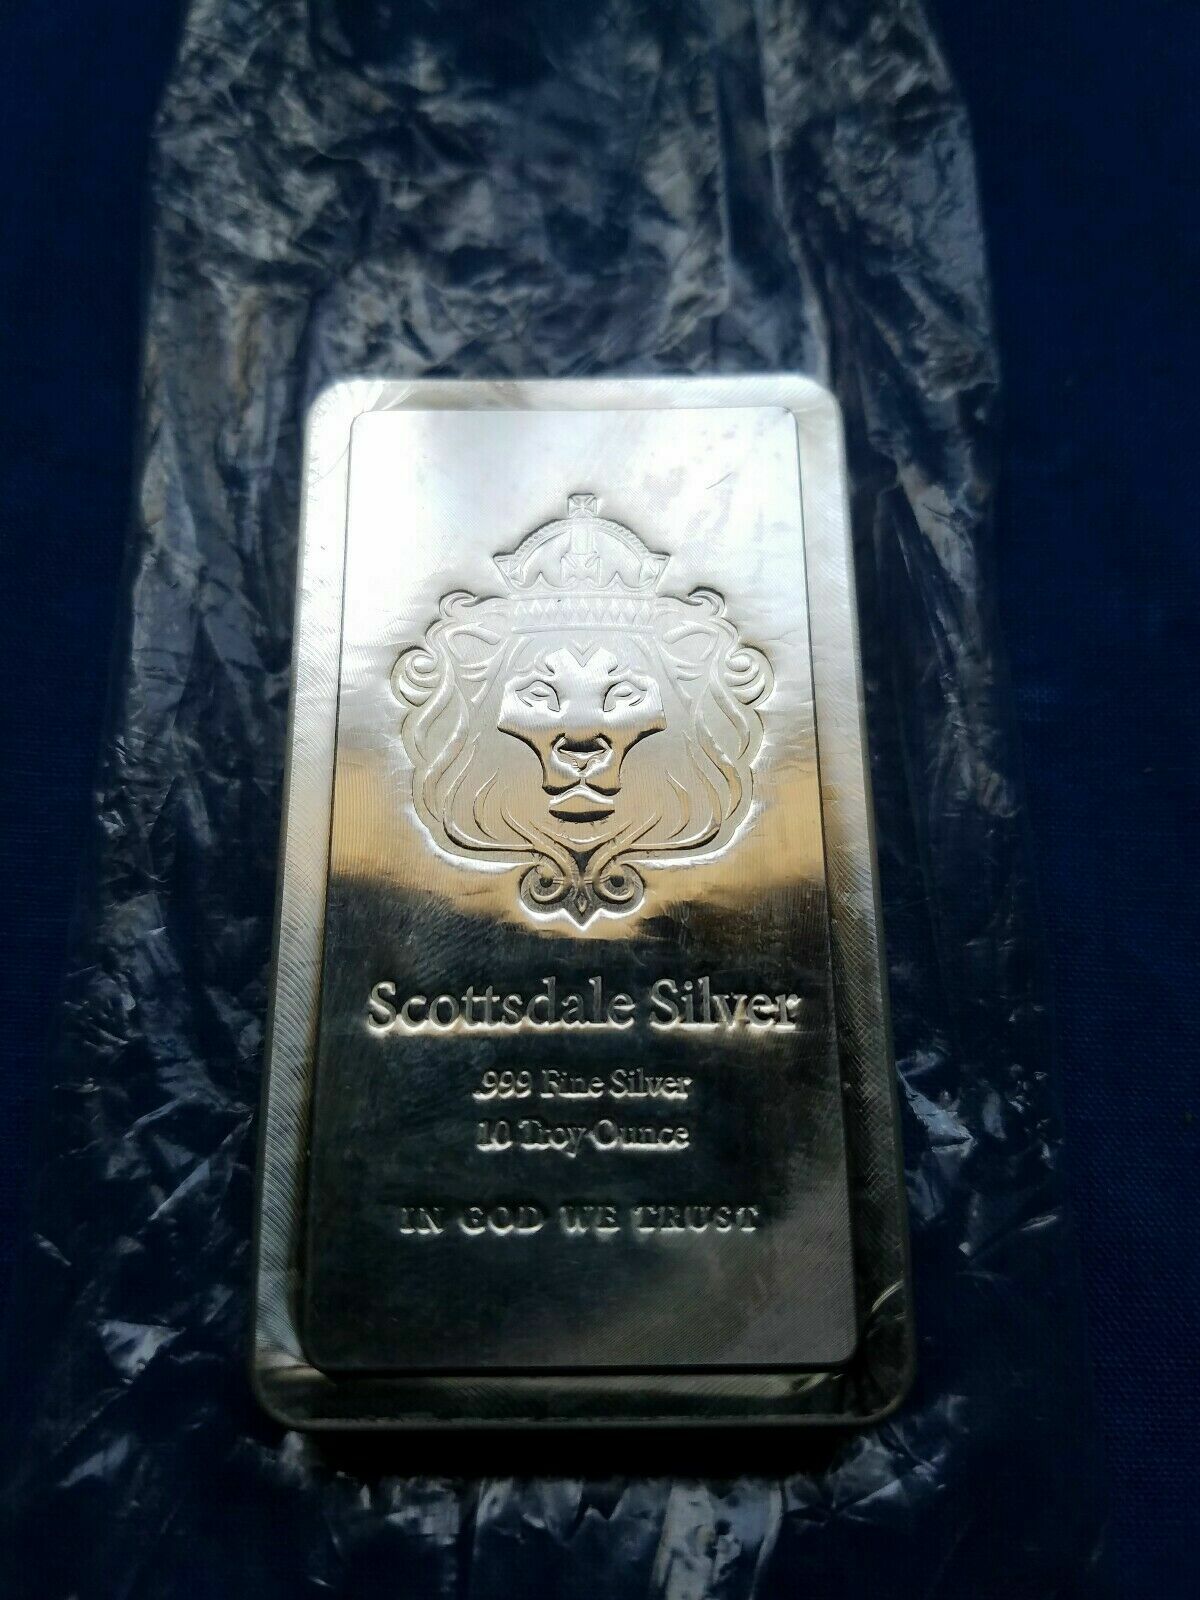 Scottsdale Silver
.999 Fine Silver
10 Troy Ounce
IN GOD WE TRUST